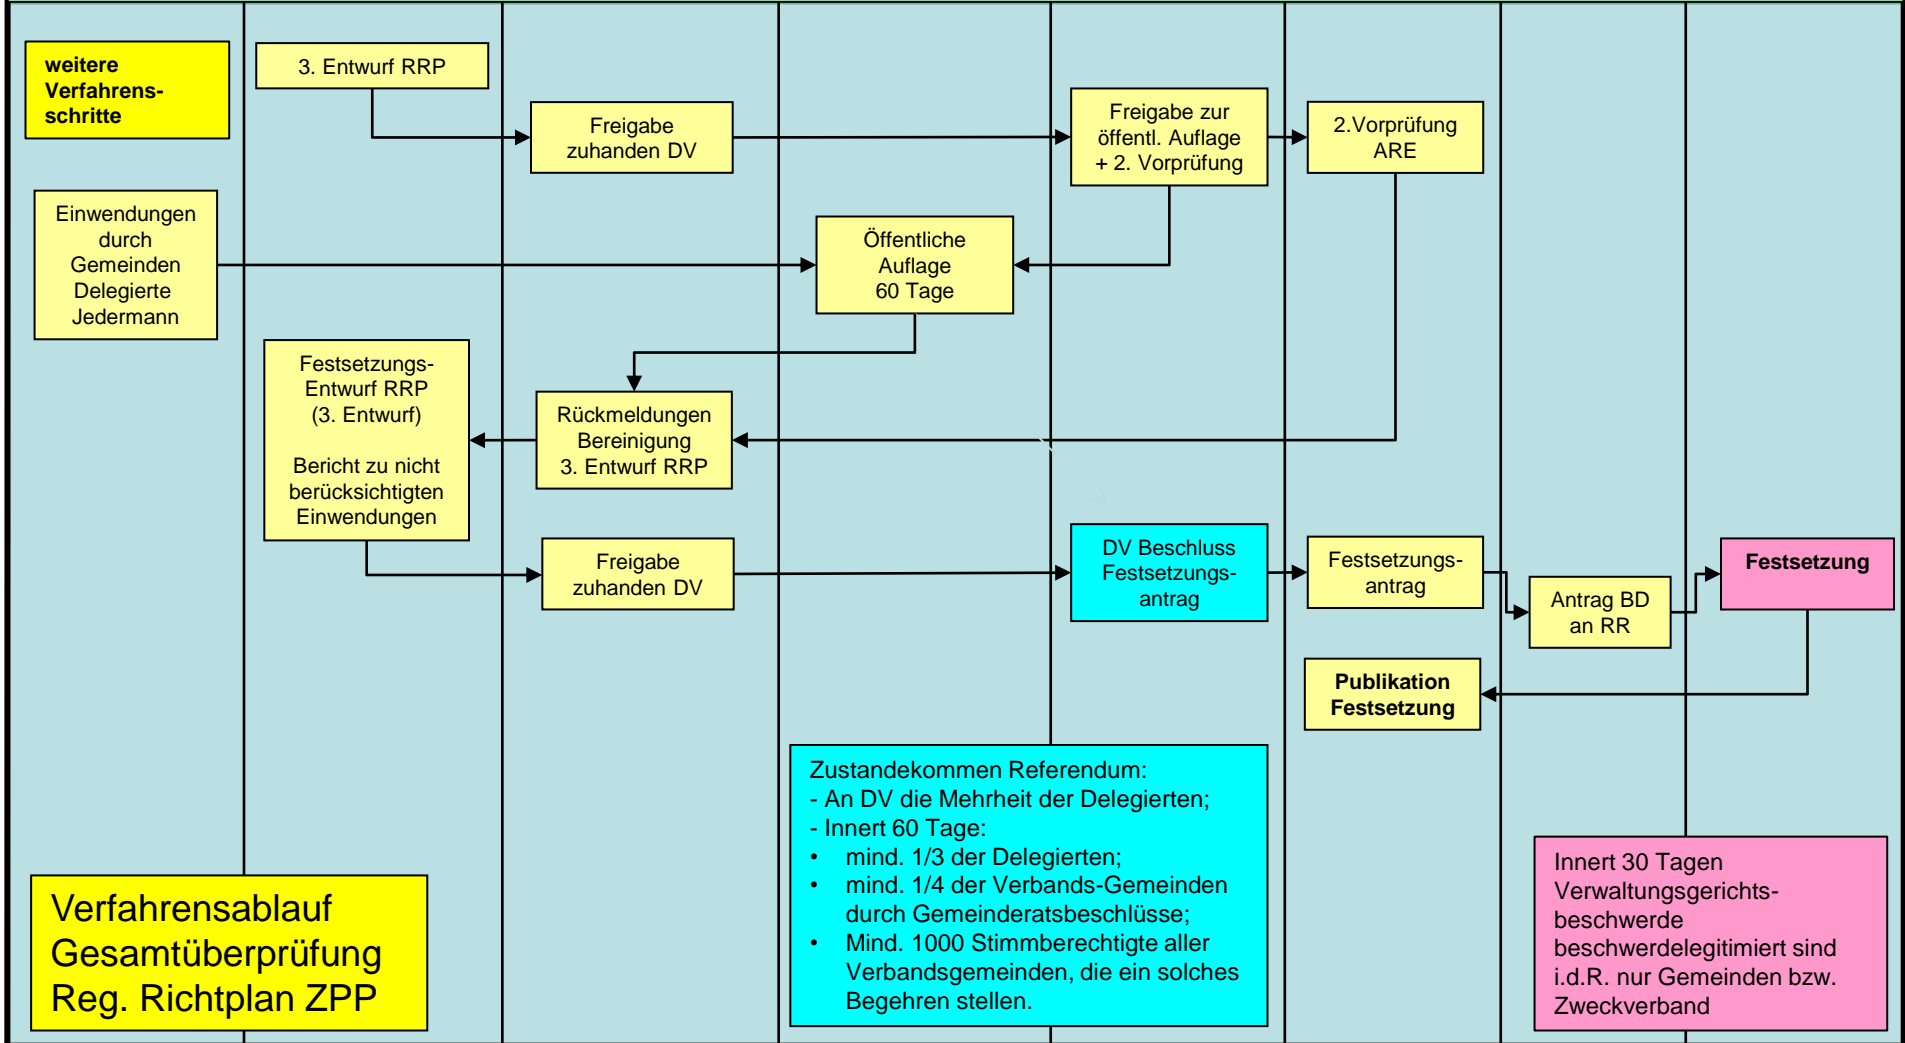 weitere
Verfahrens-
schritte
3. Entwurf RRP
Freigabe
zuhanden DV
Freigabe zur
öffentl. Auflage
+ 2. Vorprüfung
2.Vorprüfung
ARE
Einwendungen
durch
Gemeinden
Delegierte
Jedermann
Öffentliche
Auflage
60 Tage
Festsetzungs-
Entwurf RRP
(3. Entwurf)
Bericht zu nicht
berücksichtigten
Einwendungen
Rückmeldungen
Bereinigung
3. Entwurf RRP
Freigabe
zuhanden DV
DV Beschluss
Festsetzungs-
antrag
Festsetzungs-
antrag
Antrag BD
an RR
Festsetzung
Publikation
Festsetzung
Zustandekommen Referendum:
- An DV die Mehrheit der Delegierten;
- Innert 60 Tage:
• mind. 1/3 der Delegierten;
• mind. 1/4 der Verbands-Gemeinden
durch Gemeinderatsbeschlüsse;
• Mind. 1000 Stimmberechtigte aller
Verbandsgemeinden, die ein solches
Begehren stellen.
Innert 30 Tagen
Verwaltungsgerichts-
beschwerde
beschwerdelegitimiert sind
i.d.R. nur Gemeinden bzw.
Zweckverband
Verfahrensablauf
Gesamtüberprüfung
Reg. Richtplan ZPP